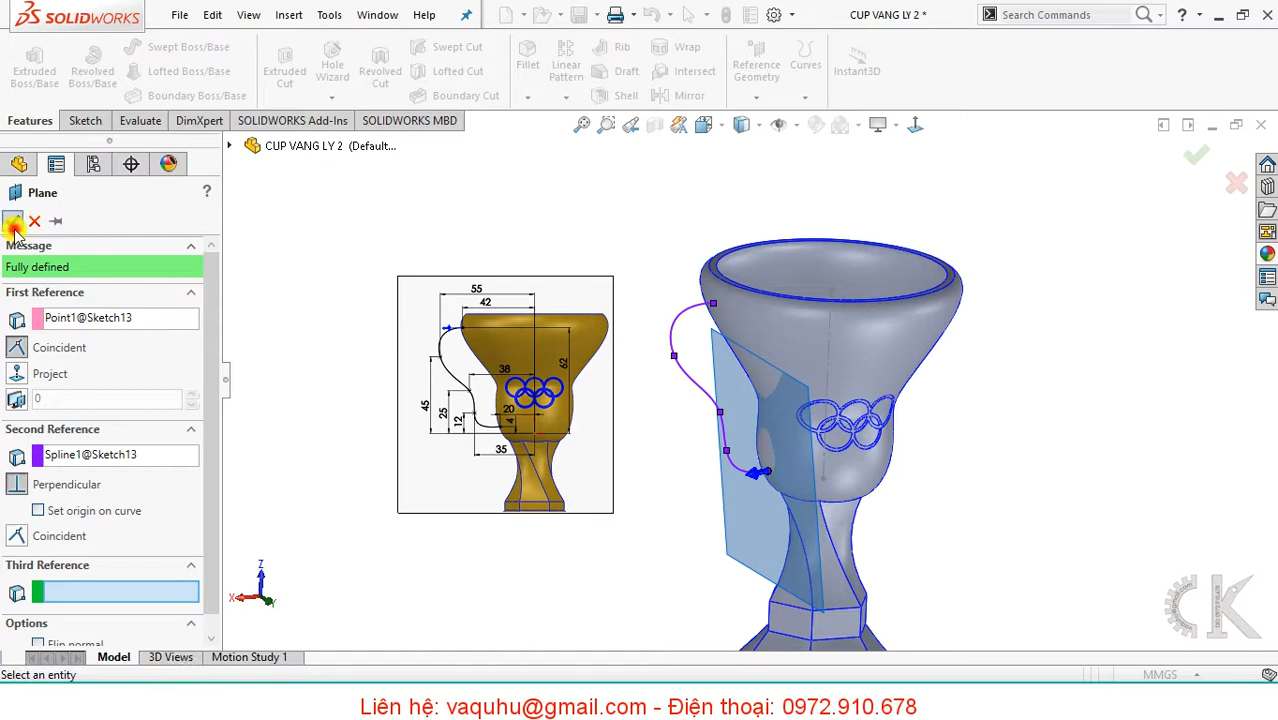 SOLIDWORKS
File
Edit
View
Insert
Tools
Window
Help
CUP VANG LY 2 *
Search Commands
Extruded Boss/Base
Revolved Boss/Base
Swept Boss/Base
Lofted Boss/Base
Boundary Boss/Base
Extruded Cut
Hole Wizard
Revolved Cut
Swept Cut
Lofted Cut
Boundary Cut
Fillet
Linear Pattern
Rib
Draft
Shell
Wrap
Intersect
Mirror
Reference Geometry
Curves
Instant3D
Features
Sketch
Evaluate
DimXpert
SOLIDWORKS Add-Ins
SOLIDWORKS MBD
CUP VANG LY 2 (Default...
Plane
?
Message
Fully defined
First Reference
Point1@Sketch13
Coincident
Project
0
Second Reference
Spline1@Sketch13
Perpendicular
Set origin on curve
Coincident
Third Reference
Options
Flip normal
55
42
62
38
45
25
12
20
4
35
Z
X
Y
Model
3D Views
Motion Study 1
Select an entity
MMGS
Liên hệ: vaquhu@gmail.com - Điện thoại: 0972.910.678